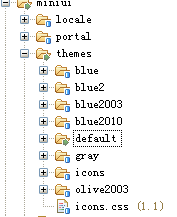 miniui
locale
portal
themes
blue
blue2
blue2003
blue2010
default
gray
icons
olive2003
icons.css (1.1)